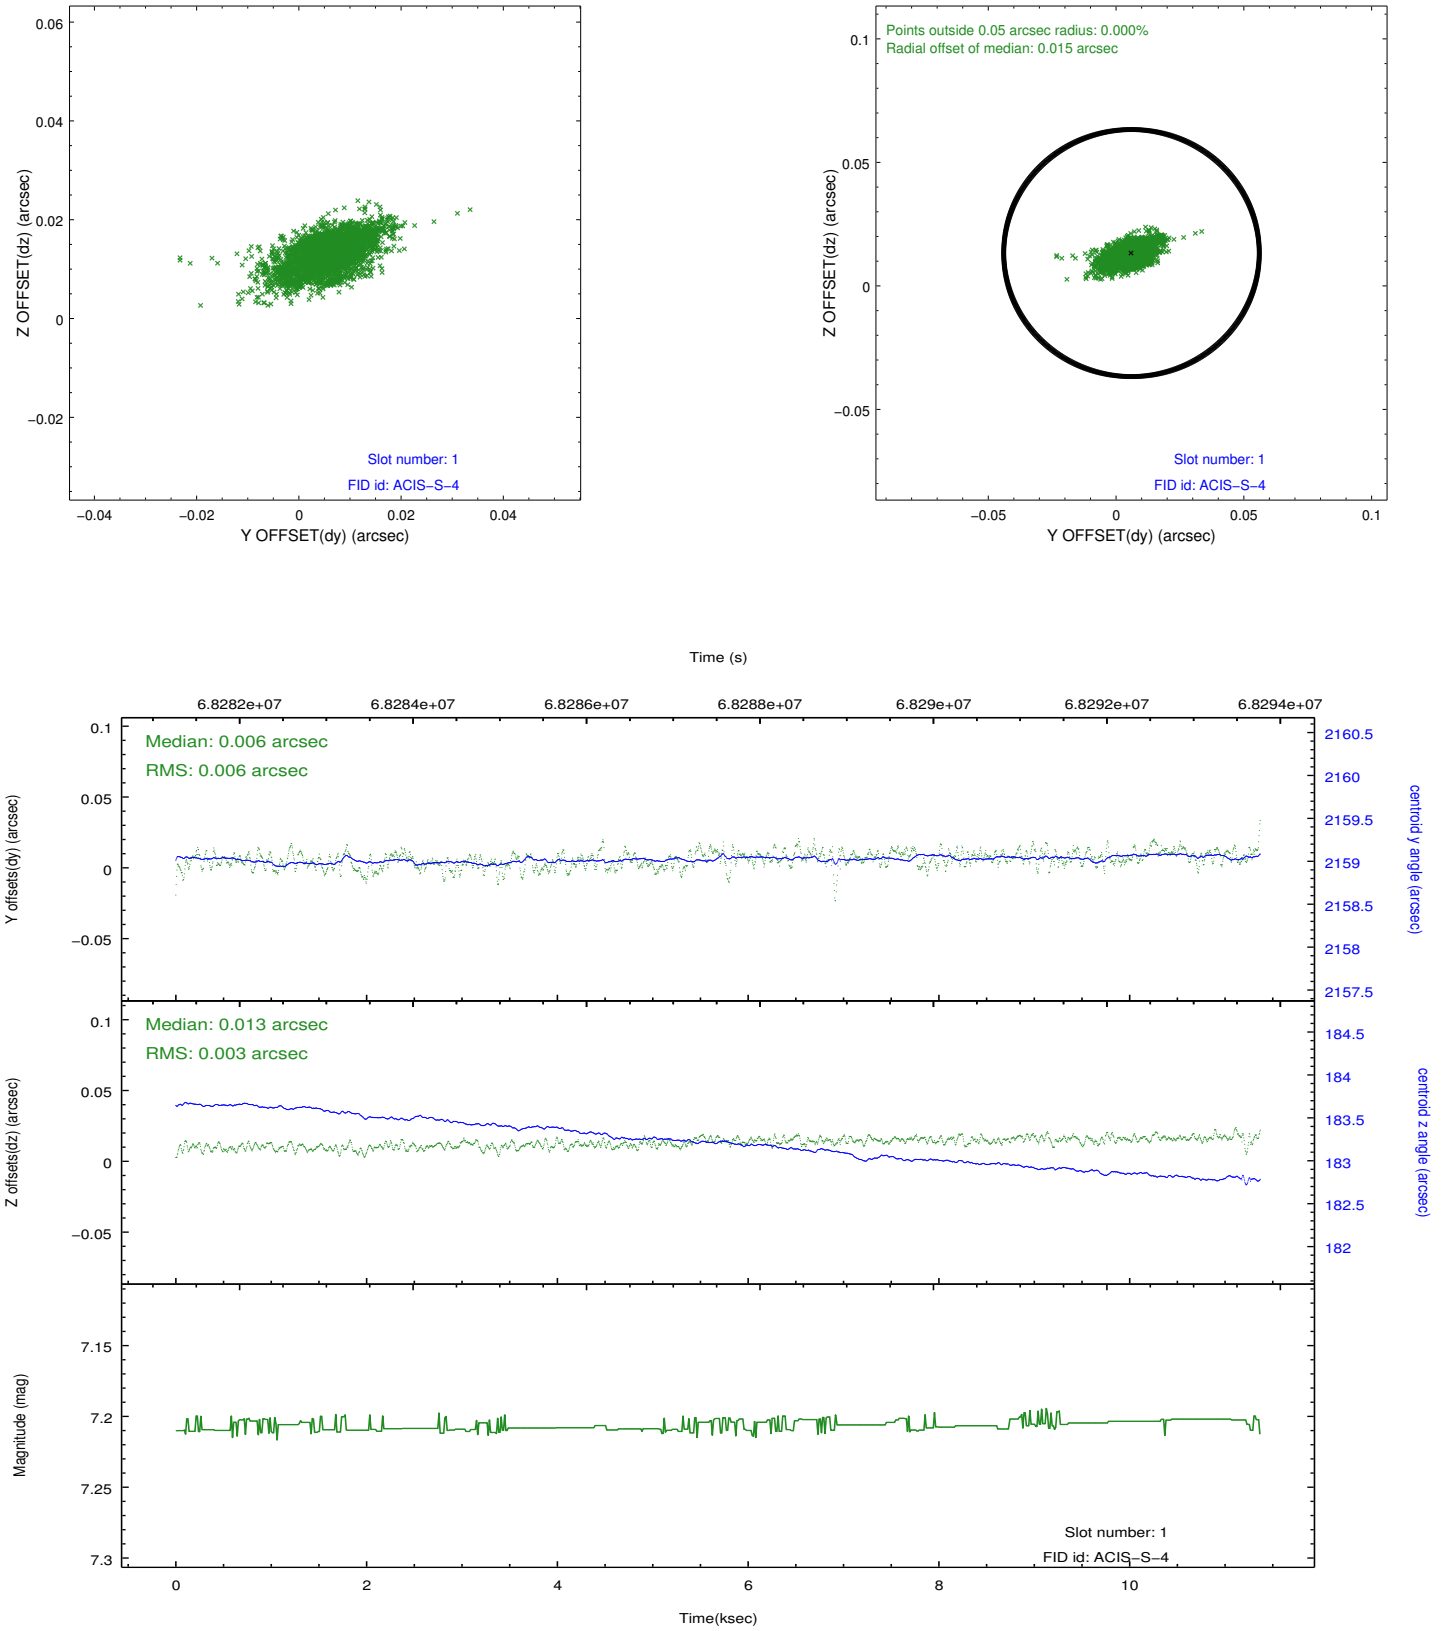 0.06
0.04
0.02
0
−0.02
Z OFFSET(dz) (arcsec)
Slot number: 1
FID id: ACIS−S−4
−0.04 −0.02 0 0.02 0.04
Y OFFSET(dy) (arcsec)
Points outside 0.05 arcsec radius: 0.000%
Radial offset of median: 0.015 arcsec
0.1
0.05
0
−0.05
Z OFFSET(dz) (arcsec)
Slot number: 1
FID id: ACIS−S−4
−0.05 0 0.05 0.1
Y OFFSET(dy) (arcsec)
Time (s)
6.8282e+07 6.8284e+07 6.8286e+07 6.8288e+07 6.829e+07 6.8292e+07 6.8294e+07
Median: 0.006 arcsec
RMS: 0.006 arcsec
0.1
0.05
0
−0.05
Y offsets(dy) (arcsec)
2160.5
2160
2159.5
2159
2158.5
2158
2157.5
centroid y angle (arcsec)
Median: 0.013 arcsec
RMS: 0.003 arcsec
0.1
0.05
0
−0.05
Z offsets(dz) (arcsec)
184.5
184
183.5
183
182.5
182
centroid z angle (arcsec)
7.15
7.2
7.25
7.3
Magnitude (mag)
Slot number: 1
FID id: ACIS−S−4
0 2 4 6 8 10
Time(ksec)